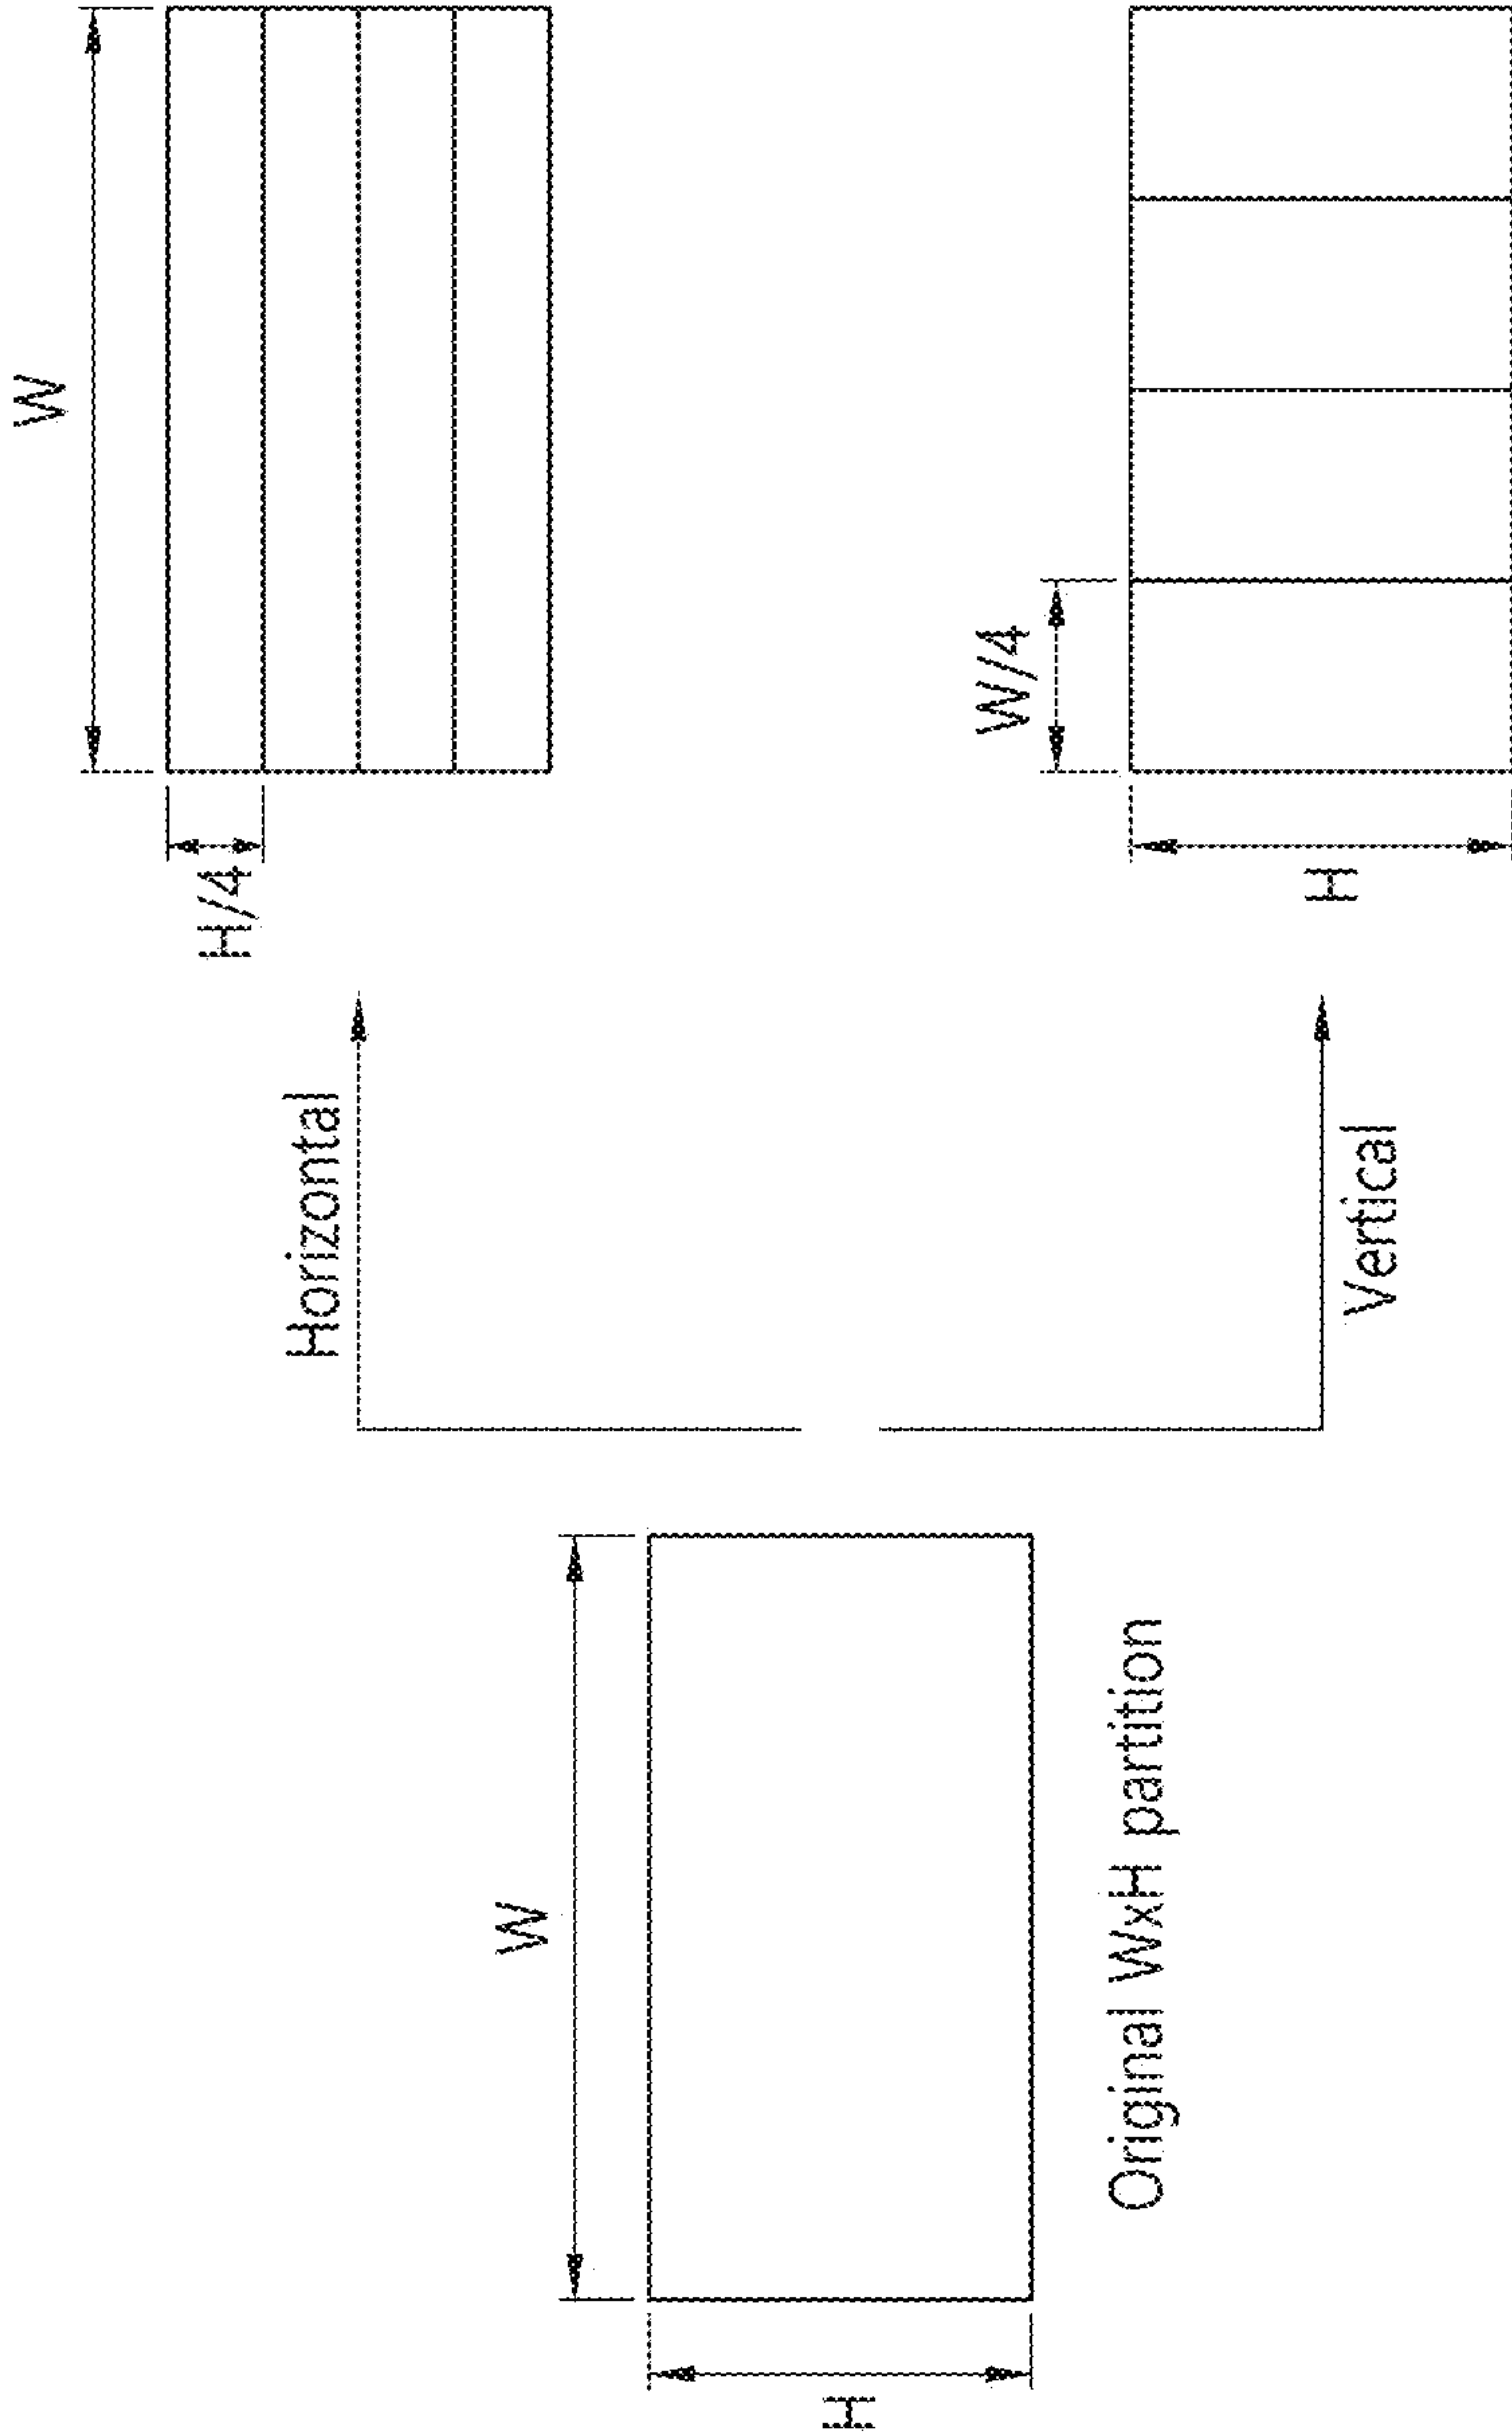 H
W
Original WxH partition
Horizontal
Vertical
H/4
W
H
W/4